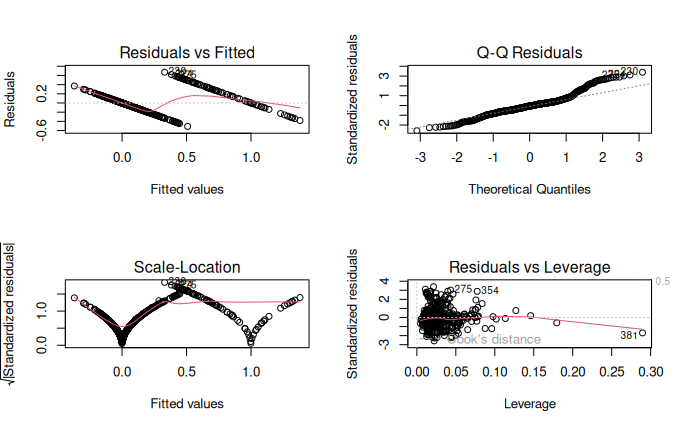 Residuals vs Fitted
Residuals
-0.6 0.2
0.0 0.5 1.0
Fitted values
Q-Q Residuals
Standardized residuals
-2 1 3
230
-3 -2 -1 0 1 2 3
Theoretical Quantiles
Scale-Location
√|Standardized residuals|
0.0 1.0
0.0 0.5 1.0
Fitted values
Residuals vs Leverage
Standardized residuals
-3 0 2 4
275 354
381
Cook's distance
0.5
0.00 0.05 0.10 0.15 0.20 0.25 0.30
Leverage